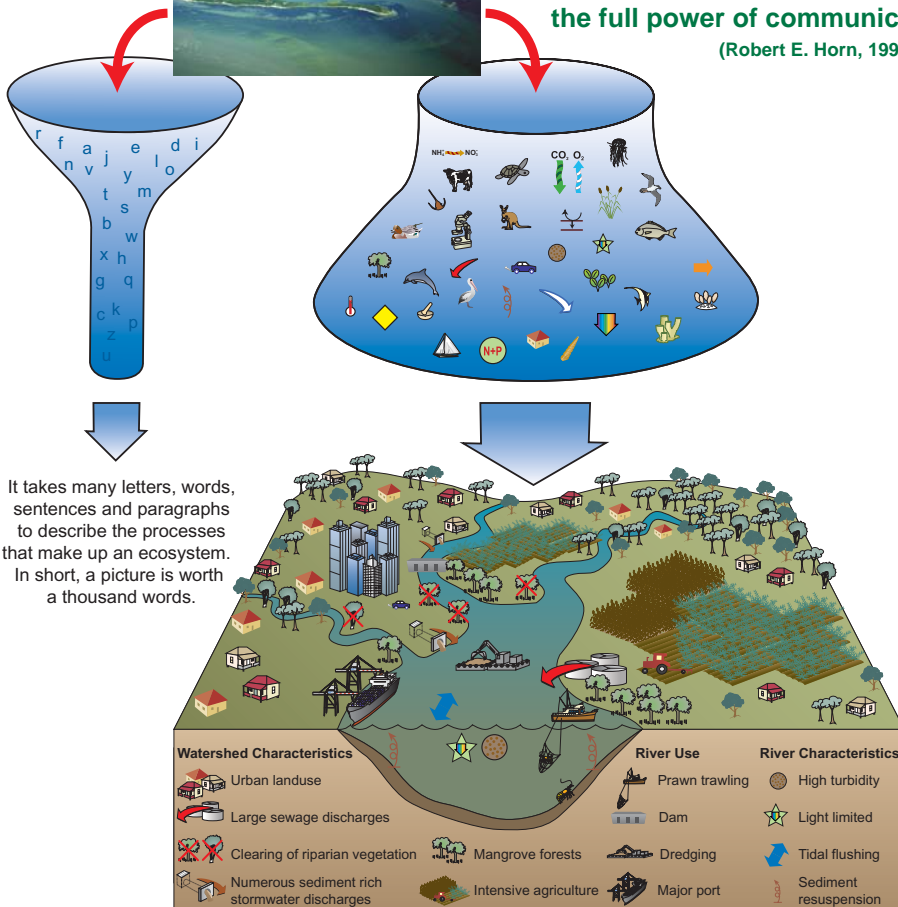 the full power of communic
(Robert E. Horn, 199
r
f
a
j
e
d
i
n
v
y
l
o
t
m
s
b
w
x
h
g
q
c
k
p
z
u
NH₄⁺ NO₃⁻
CO₂ O₂
N+P
It takes many letters, words,
sentences and paragraphs
to describe the processes
that make up an ecosystem.
In short, a picture is worth
a thousand words.
Watershed Characteristics
Urban landuse
Large sewage discharges
Clearing of riparian vegetation
Numerous sediment rich
stormwater discharges
Mangrove forests
Intensive agriculture
River Use
Prawn trawling
Dam
Dredging
Major port
River Characteristics
High turbidity
Light limited
Tidal flushing
Sediment
resuspension